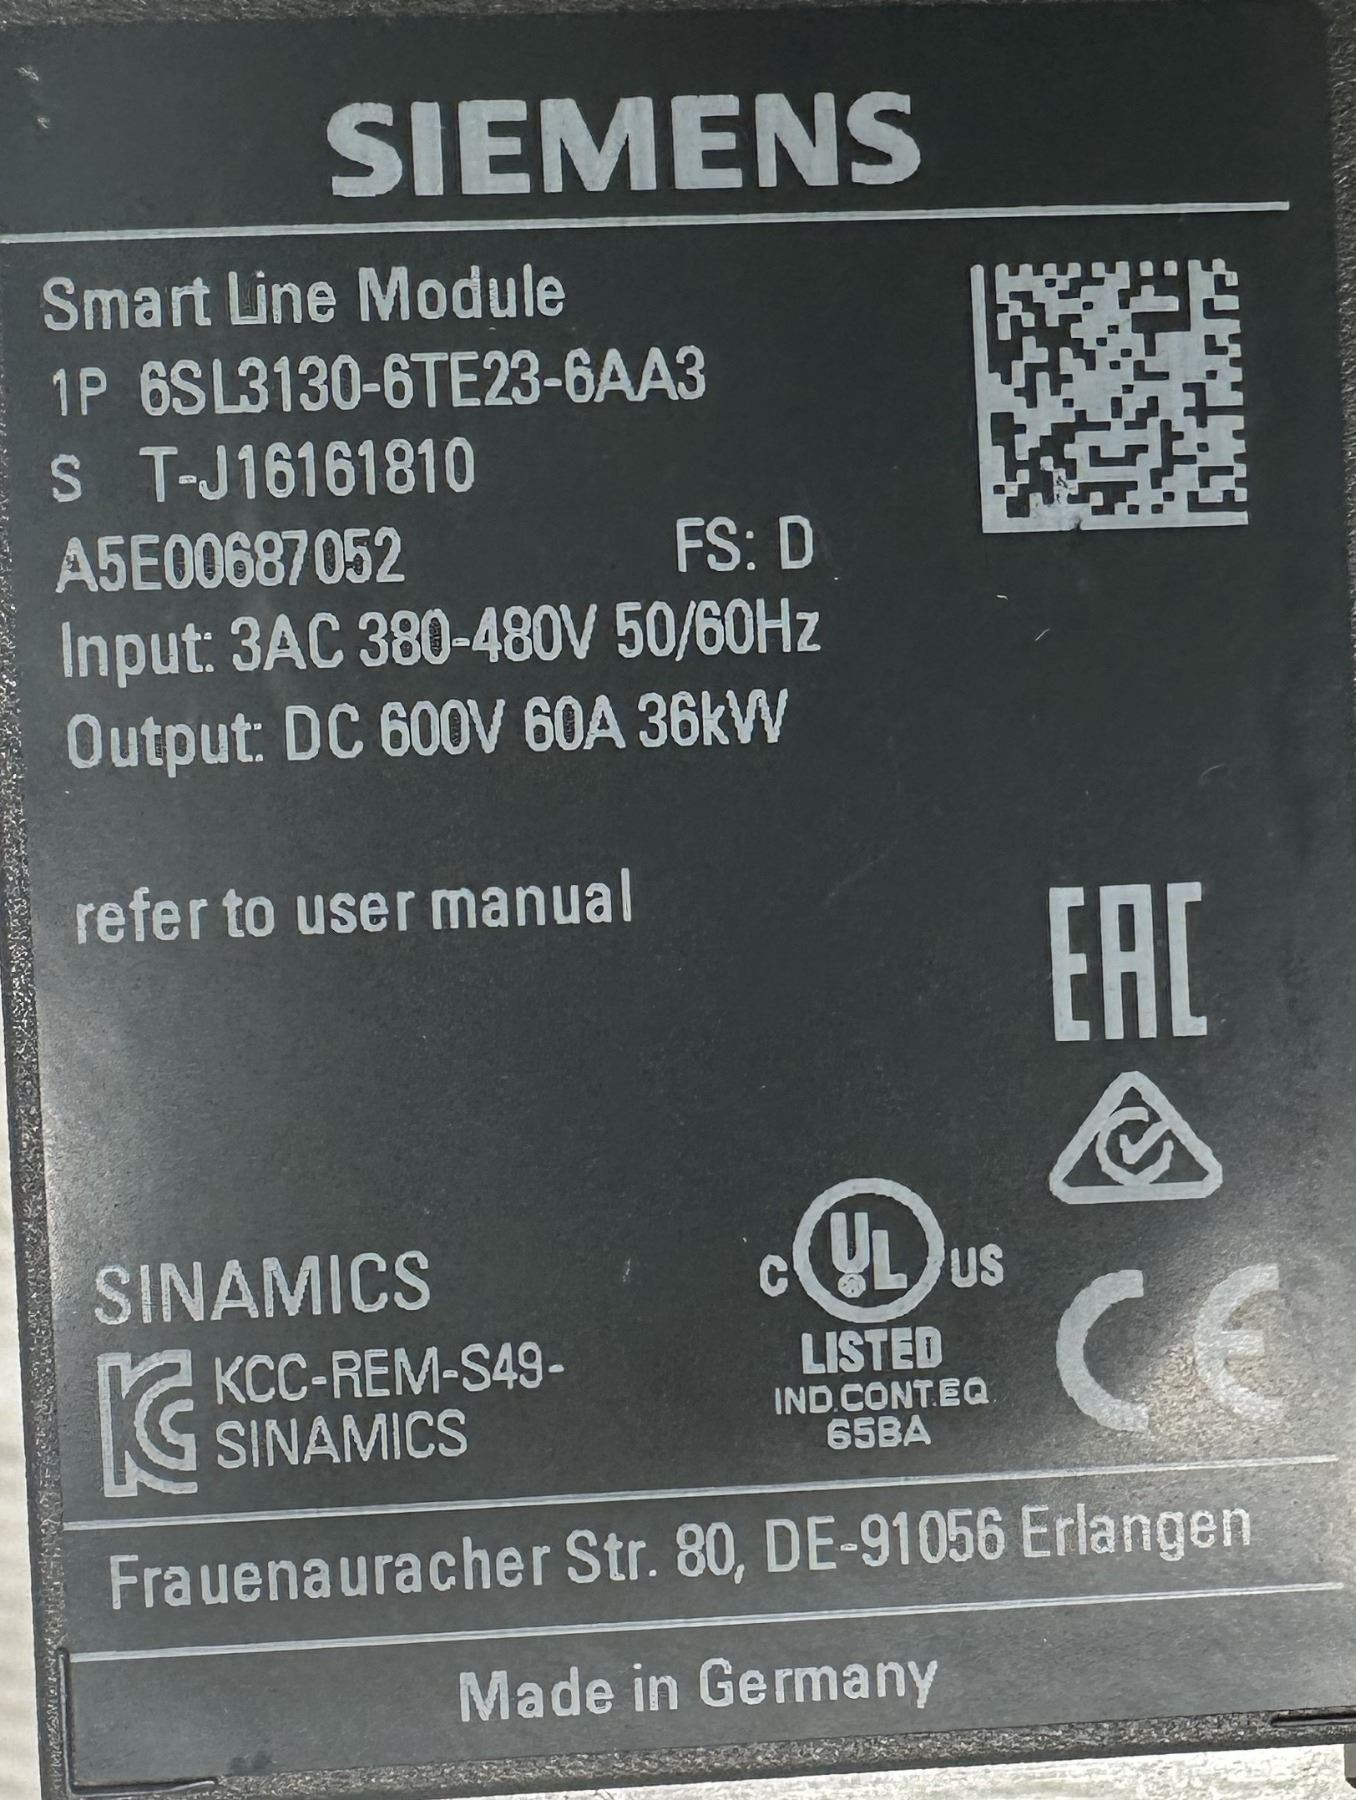 SIEMENS
Smart Line Module
1P 6SL3130-6TE23-6AA3
S T-J16161810
A5E00687052 FS: D
Input: 3AC 380-480V 50/60Hz
Output: DC 600V 60A 36kW
refer to user manual
EAC
C UL US
LISTED
IND.CONT.EQ
65BA
CE
SINAMICS
KCC-REM-S49-
SINAMICS
Frauenauracher Str. 80, DE-91056 Erlangen
Made in Germany